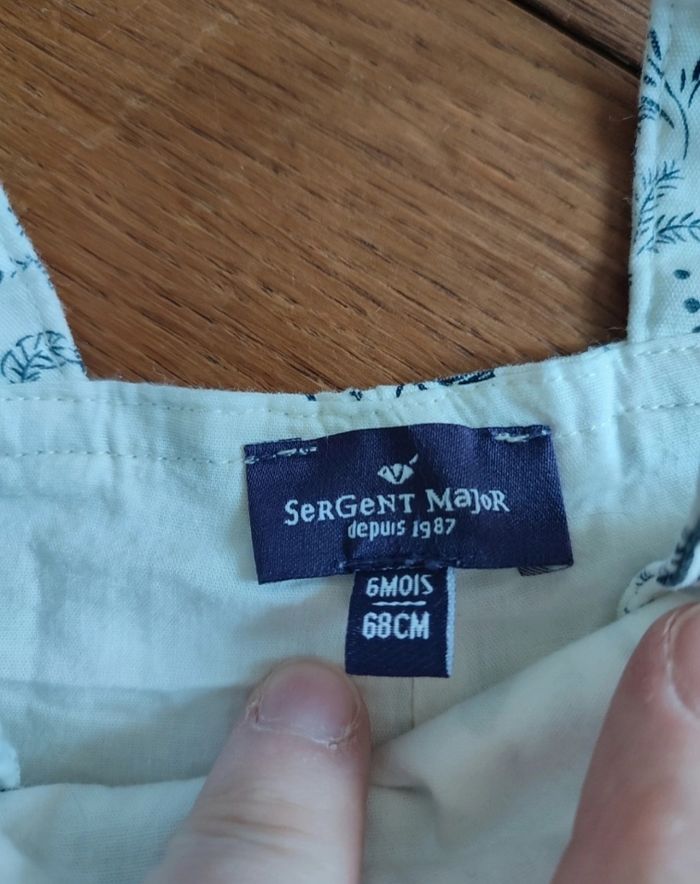 SerGeNT MaJoR
depuis 1987
6MOIS
68CM